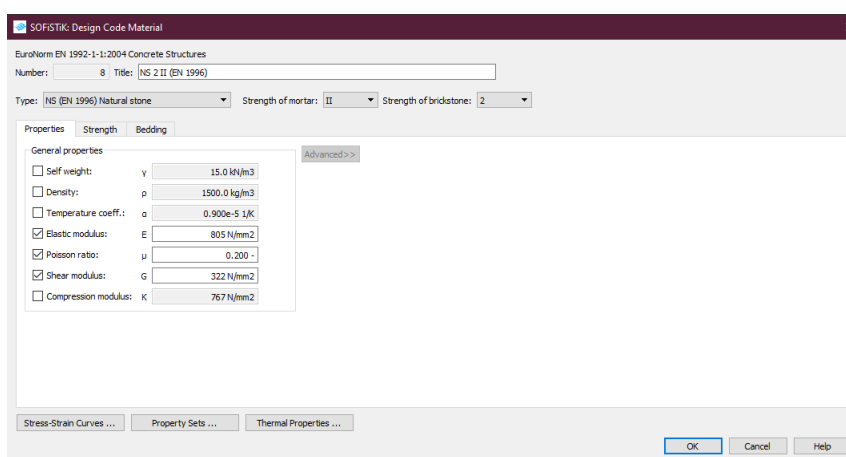 SOFiSTiK: Design Code Material
EuroNorm EN 1992-1-1:2004 Concrete Structures
Number: 8 Title: NS 2 II (EN 1996)
Type: NS (EN 1996) Natural stone Strength of mortar: II Strength of brickstone: 2
Properties Strength Bedding
General properties Advanced>>
Self weight: γ 15.0 kN/m3
Density: ρ 1500.0 kg/m3
Temperature coeff.: α 0.900e-5 1/K
Elastic modulus: E 805 N/mm2
Poisson ratio: μ 0.200 -
Shear modulus: G 322 N/mm2
Compression modulus: K 767 N/mm2
Stress-Strain Curves ... Property Sets ... Thermal Properties ...
OK Cancel Help